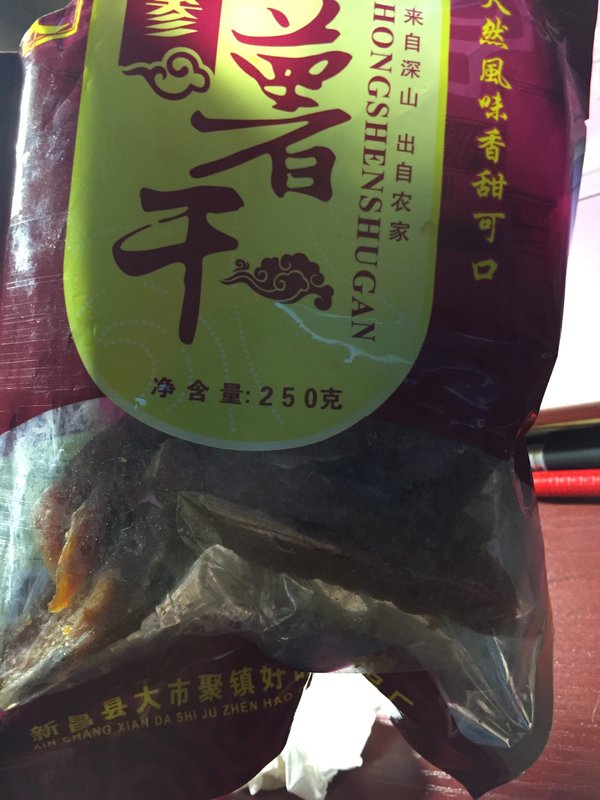 参
薯
干
HONGSHENSHUGAN
来自深山 出自农家
天然風味香甜可口
净含量:250克
新昌县大市聚镇好
XIN CHANG XIAN DA SHI JU ZHEN HAO